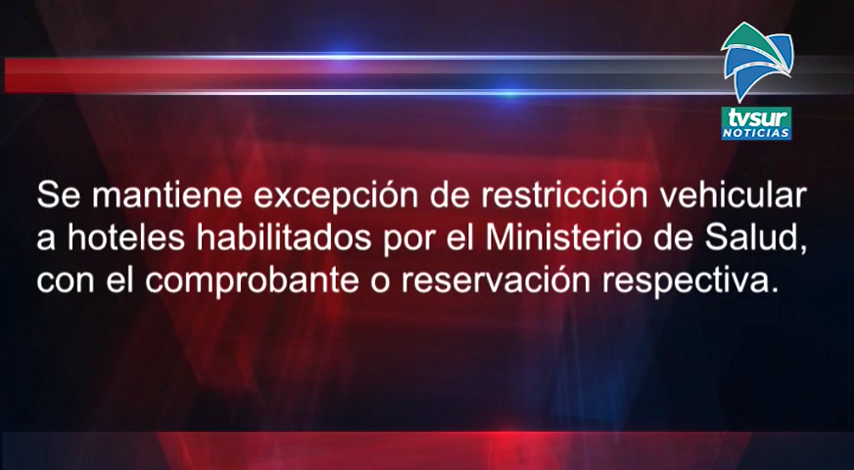 tvsur
NOTICIAS
Se mantiene excepción de restricción vehicular
a hoteles habilitados por el Ministerio de Salud,
con el comprobante o reservación respectiva.